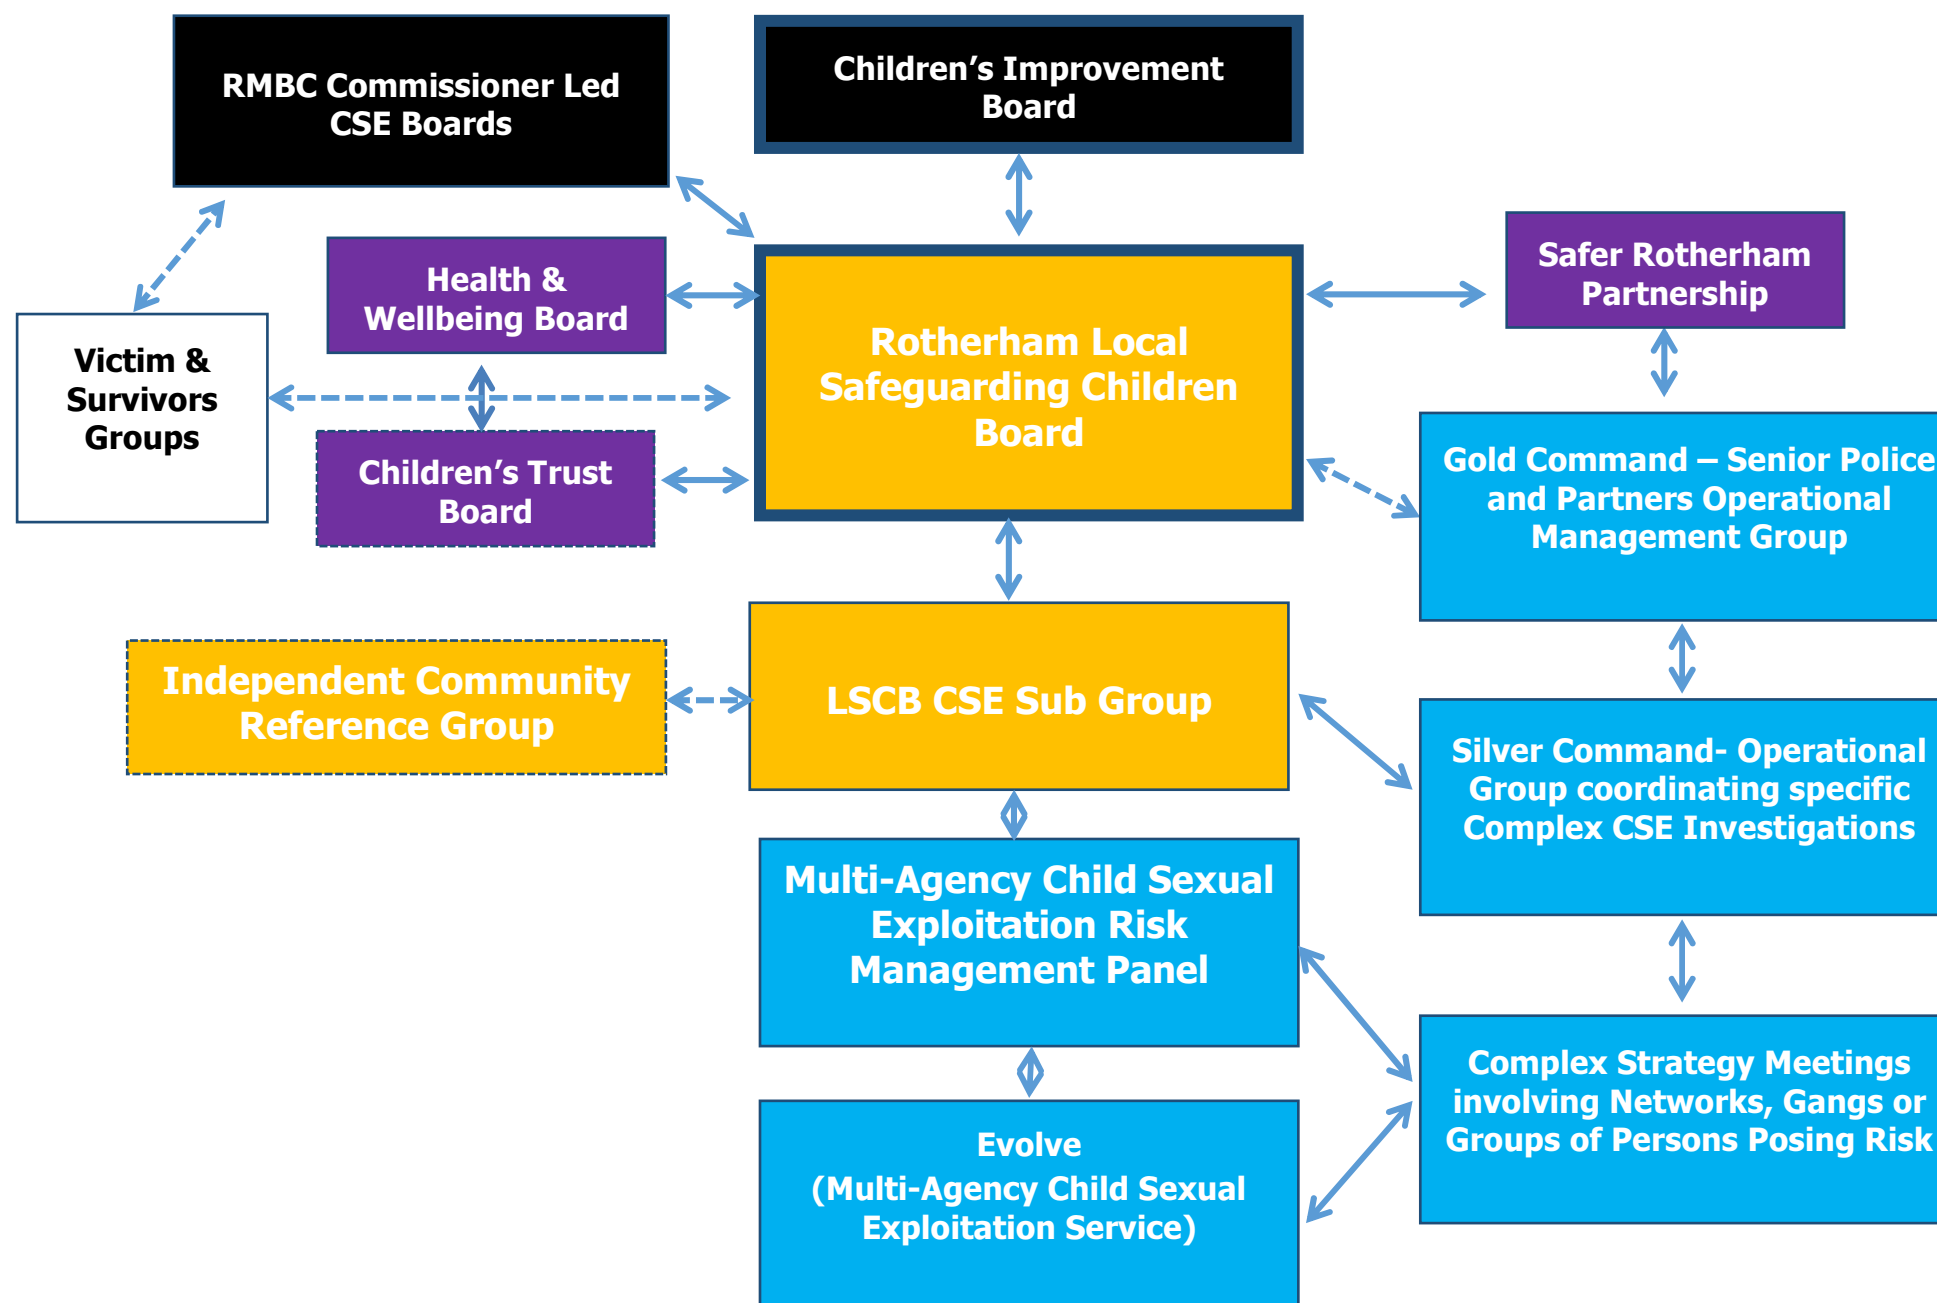 RMBC Commissioner Led
CSE Boards
Children’s Improvement
Board
Health &
Wellbeing Board
Safer Rotherham
Partnership
Victim &
Survivors
Groups
Rotherham Local
Safeguarding Children
Board
Children’s Trust
Board
Gold Command – Senior Police
and Partners Operational
Management Group
Independent Community
Reference Group
LSCB CSE Sub Group
Silver Command- Operational
Group coordinating specific
Complex CSE Investigations
Multi-Agency Child Sexual
Exploitation Risk
Management Panel
Complex Strategy Meetings
involving Networks, Gangs or
Groups of Persons Posing Risk
Evolve
(Multi-Agency Child Sexual
Exploitation Service)